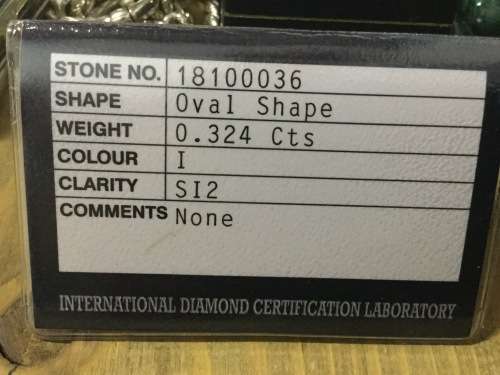 STONE NO. 18100036
SHAPE Oval Shape
WEIGHT 0.324 Cts
COLOUR I
CLARITY SI2
COMMENTS None
INTERNATIONAL DIAMOND CERTIFICATION LABORATORY